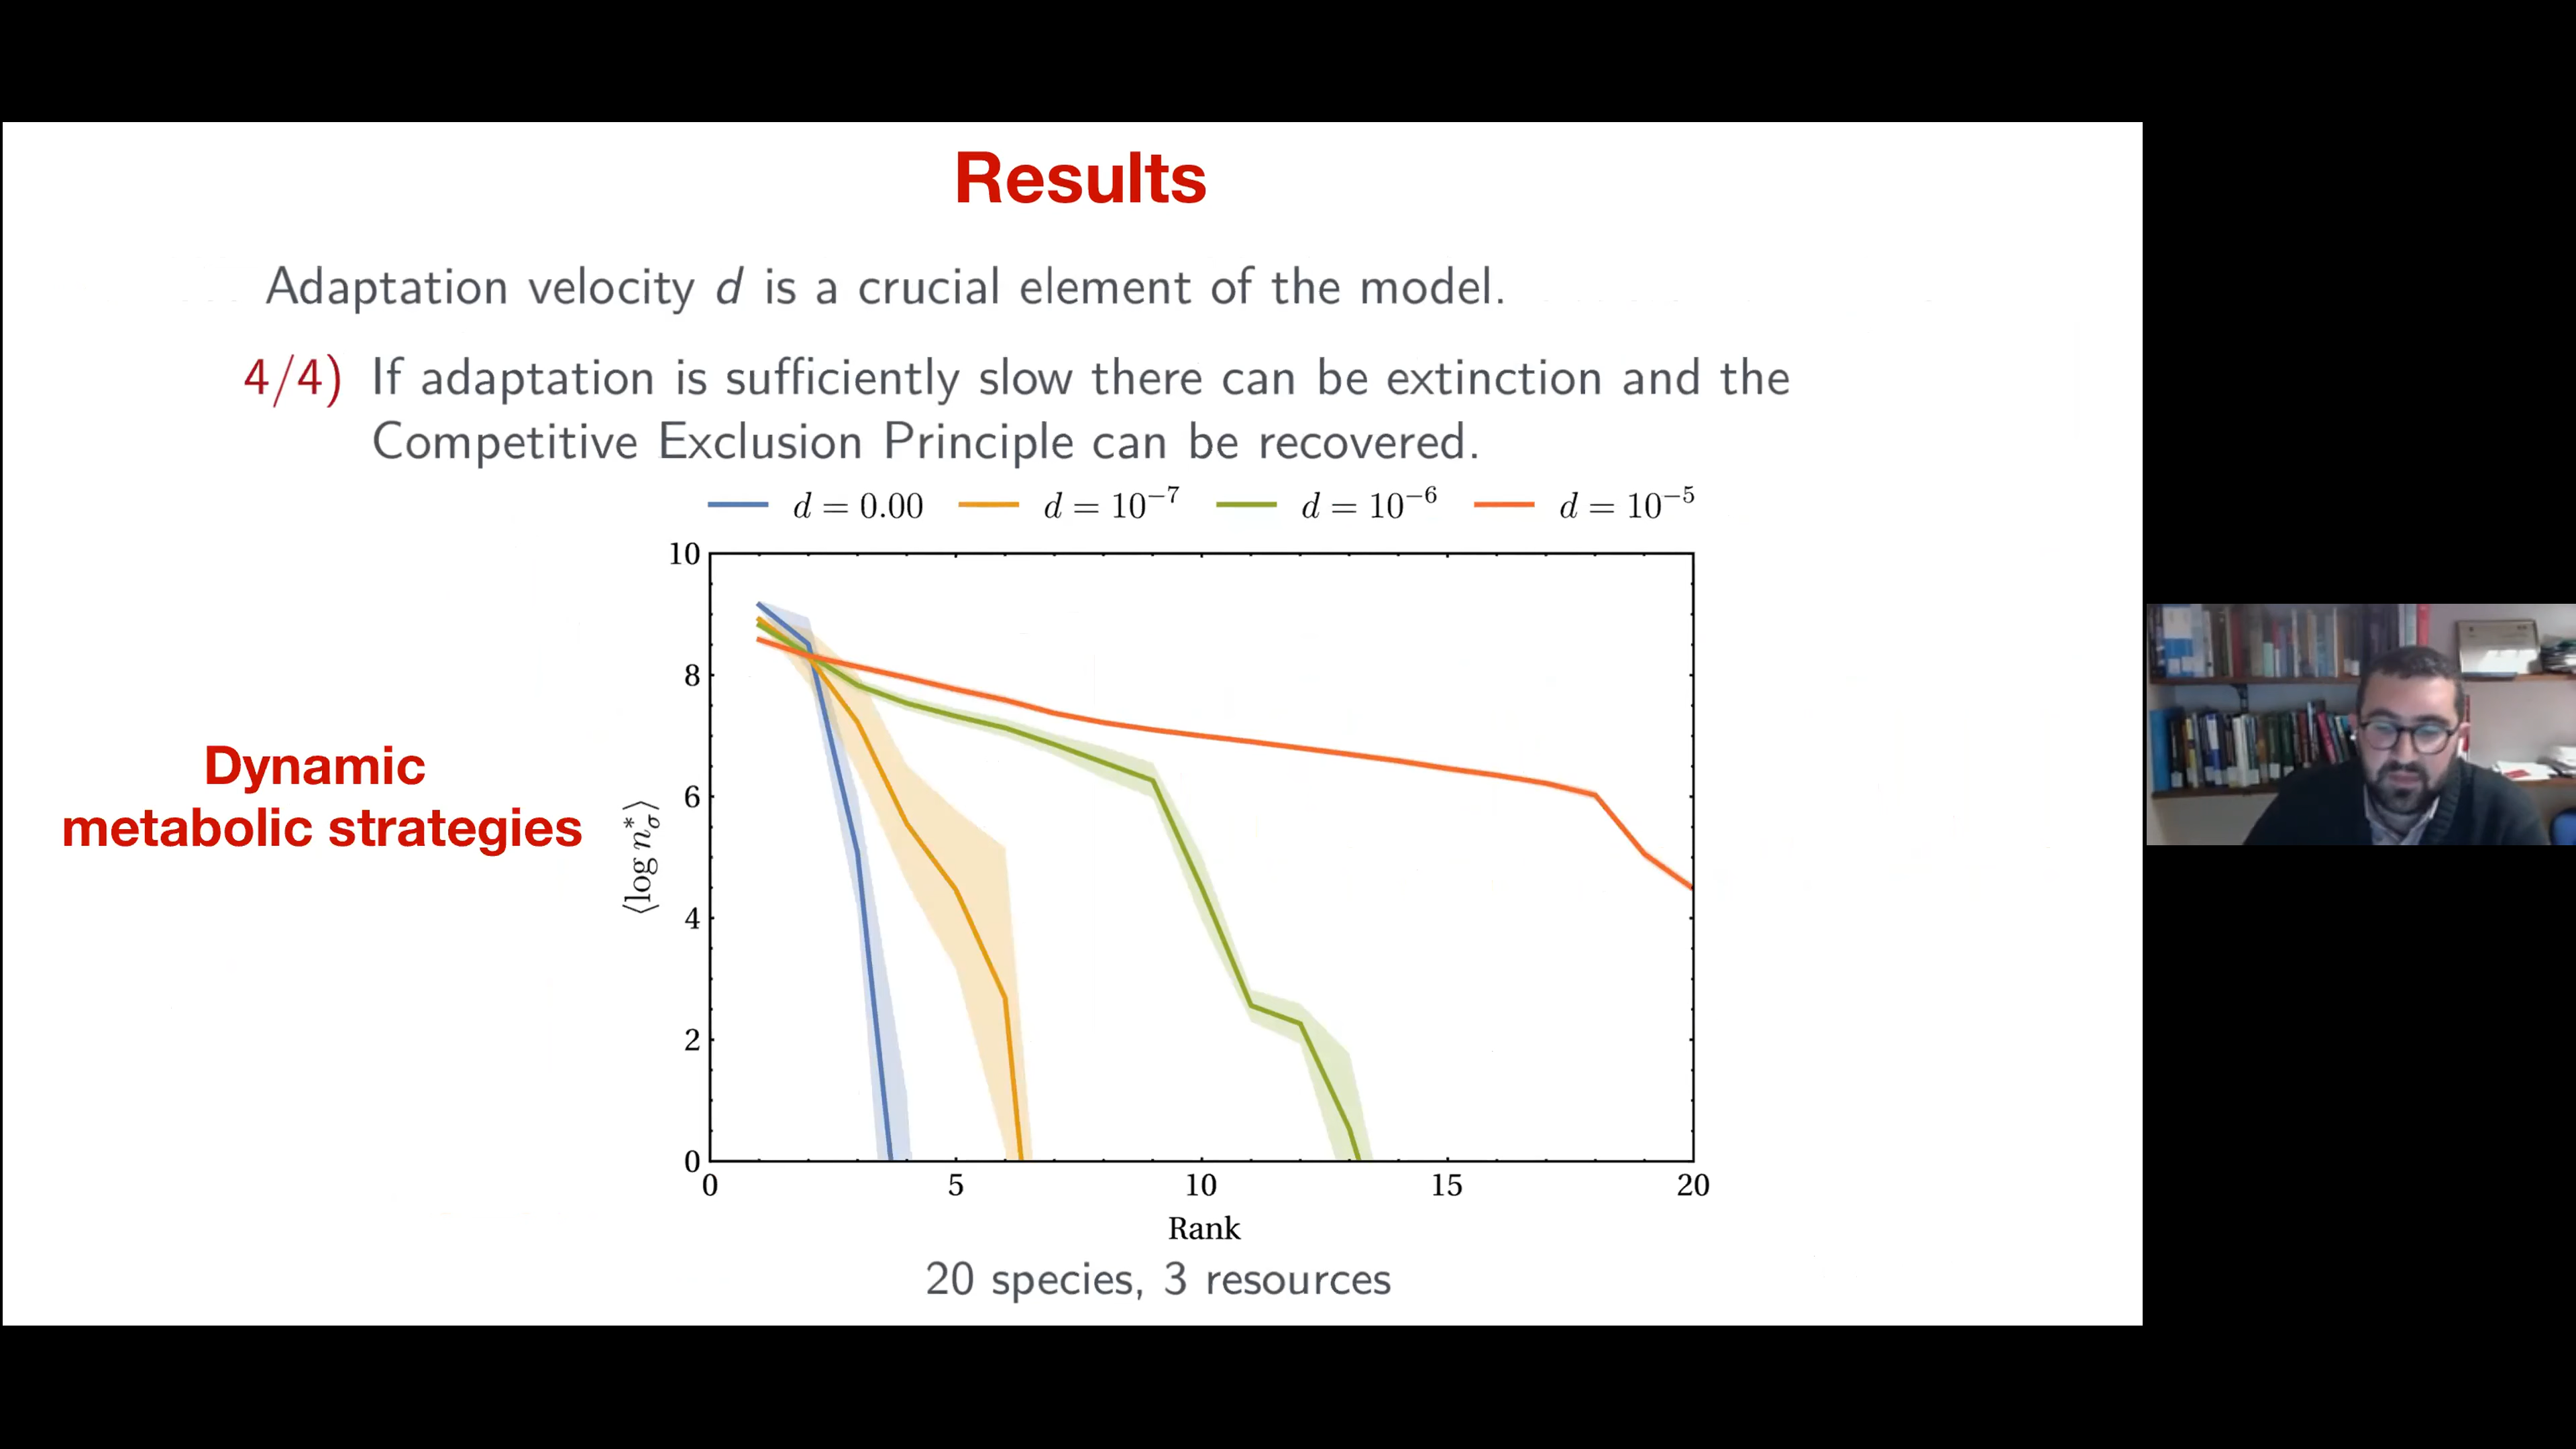 Results
Adaptation velocity d is a crucial element of the model.
4/4) If adaptation is sufficiently slow there can be extinction and the
Competitive Exclusion Principle can be recovered.
d = 0.00 d = 10⁻⁷ d = 10⁻⁶ d = 10⁻⁵
Dynamic
metabolic strategies
⟨log n*σ⟩
10
8
6
4
2
0
0 5 10 15 20
Rank
20 species, 3 resources